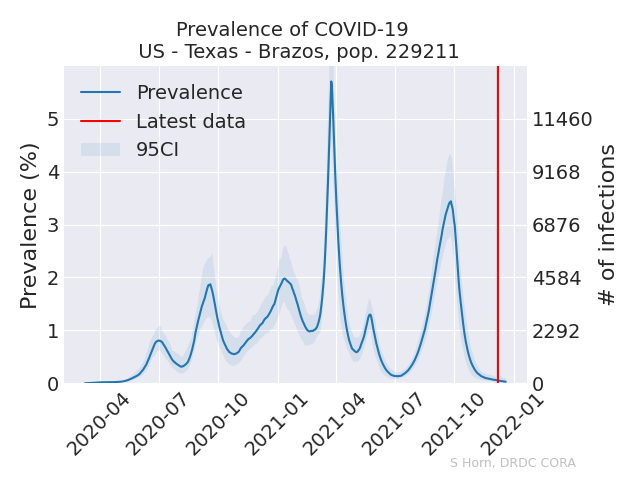 Prevalence of COVID-19
US - Texas - Brazos, pop. 229211
Prevalence
Latest data
95CI
Prevalence (%)
5
4
3
2
1
0
11460
9168
6876
4584
2292
0
# of infections
2020-04
2020-07
2020-10
2021-01
2021-04
2021-07
2021-10
2022-01
S Horn, DRDC CORA